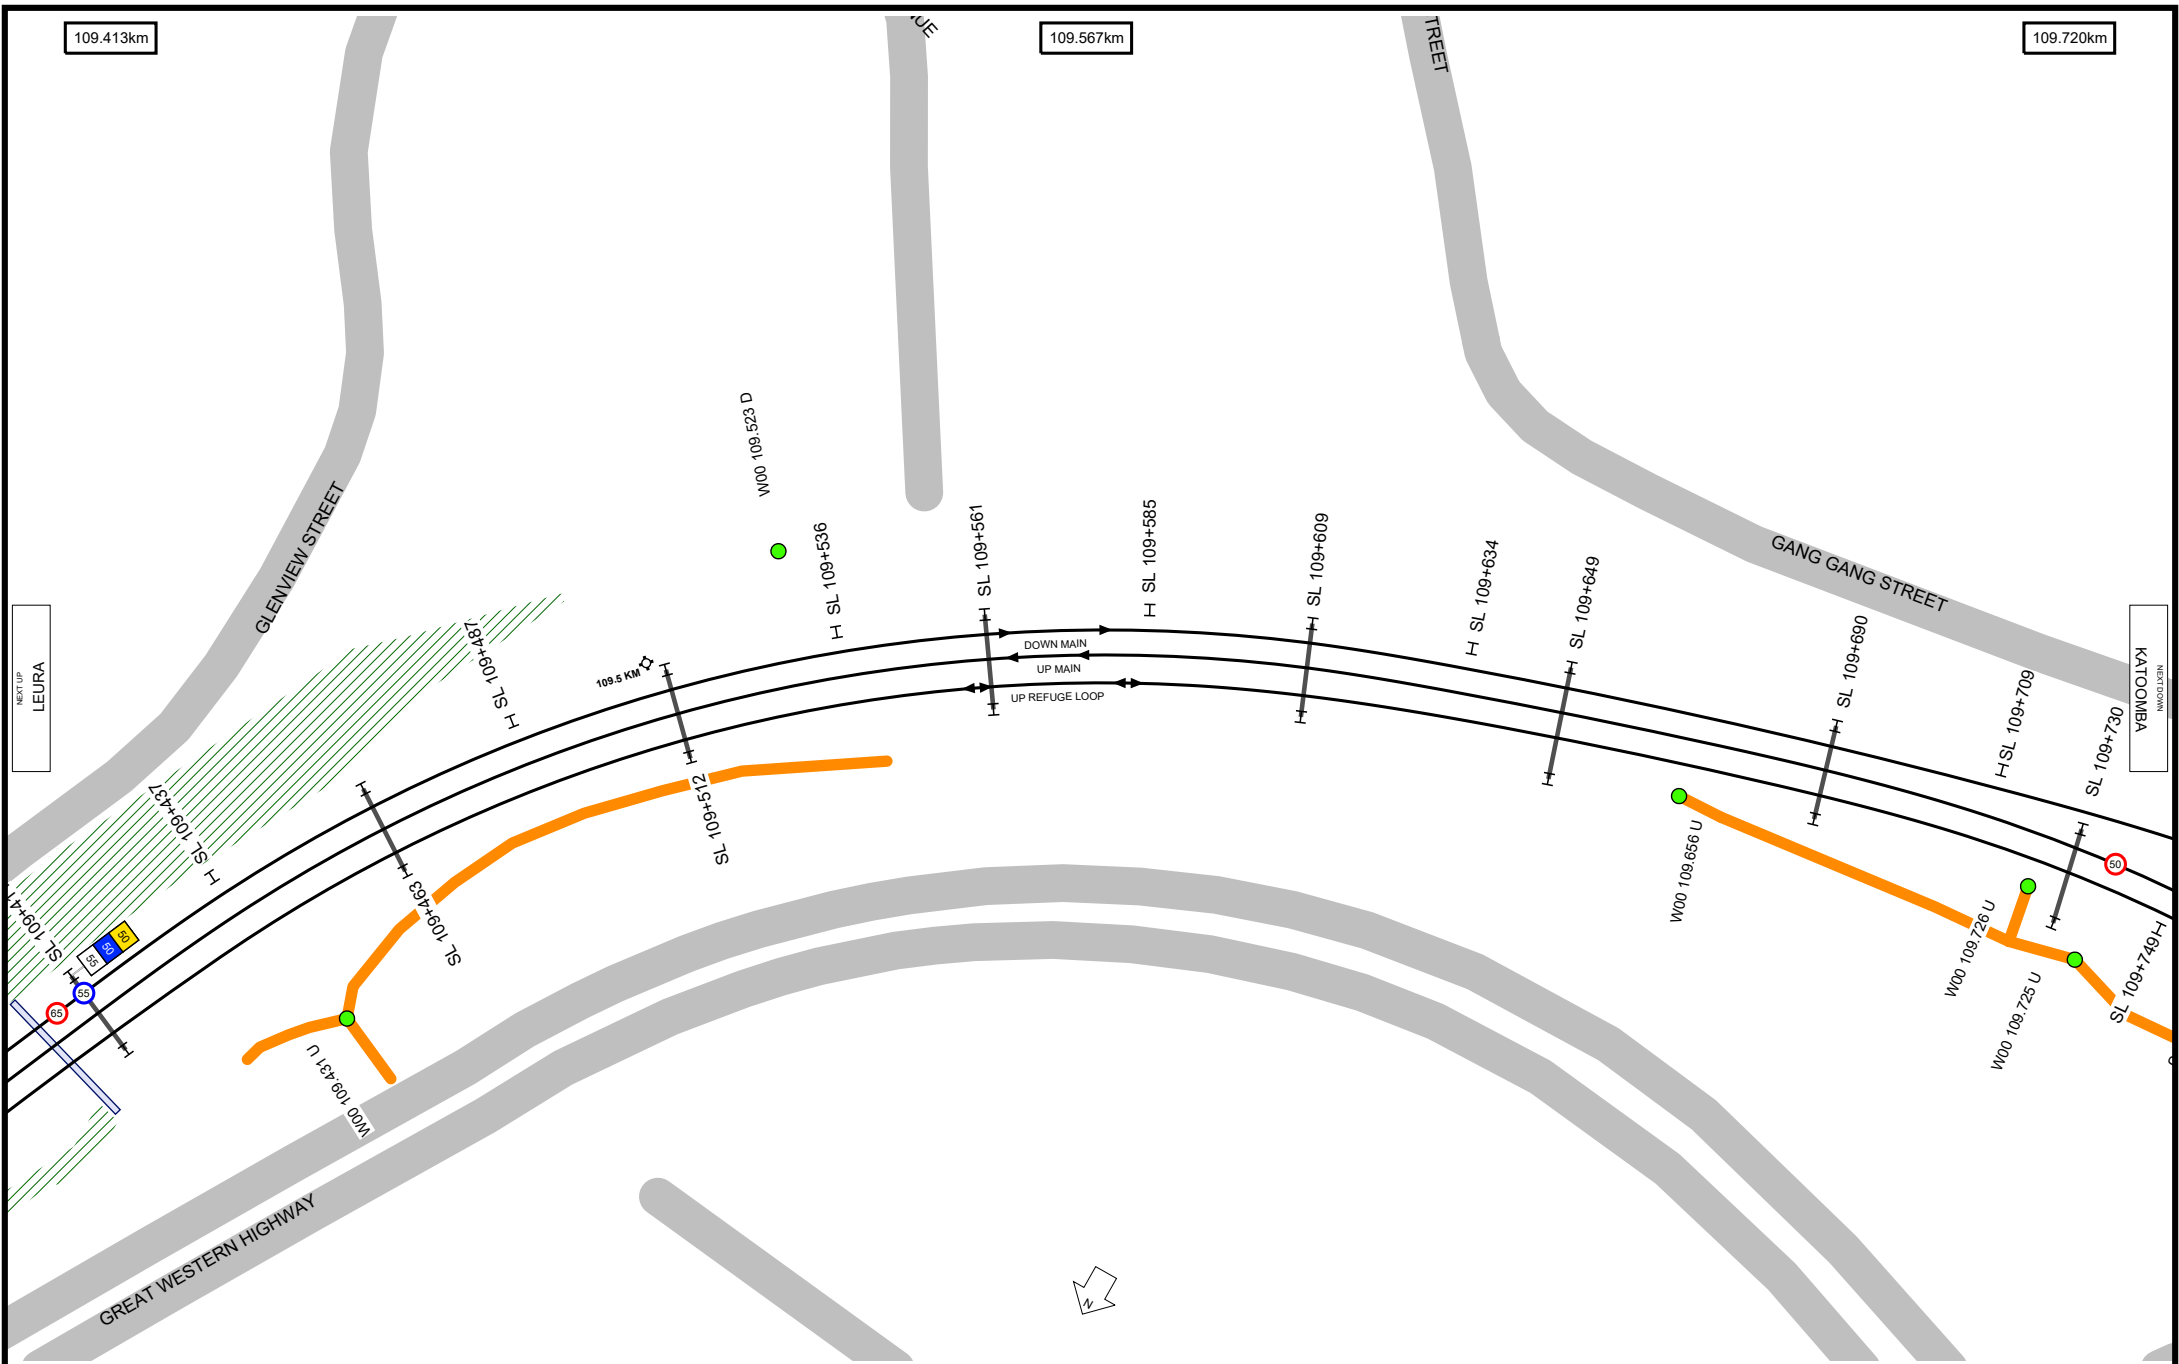 109.413km
109.567km
109.720km
TREET
GLENVIEW STREET
W00 109.523 D
SL 109+536
SL 109+561
SL 109+585
SL 109+609
SL 109+634
SL 109+649
GANG GANG STREET
SL 109+690
SL 109+709
SL 109+730
NEXT UP
LEURA
NEXT DOWN
KATOOMBA
SL 109+487
109.5 KM
DOWN MAIN
UP MAIN
UP REFUGE LOOP
SL 109+437
SL 109+512
SL 109+463
SL 109+41
55
50
50
55
65
50
W00 109.656 U
W00 109.726 U
W00 109.725 U
SL 109+749
W00 109.431 U
GREAT WESTERN HIGHWAY
N